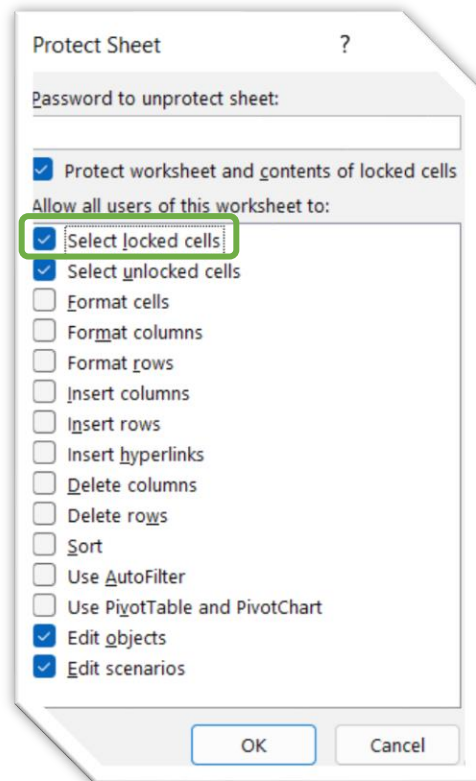 Protect Sheet ?
Password to unprotect sheet:
Protect worksheet and contents of locked cells
Allow all users of this worksheet to:
Select locked cells
Select unlocked cells
Format cells
Format columns
Format rows
Insert columns
Insert rows
Insert hyperlinks
Delete columns
Delete rows
Sort
Use AutoFilter
Use PivotTable and PivotChart
Edit objects
Edit scenarios
OK Cancel